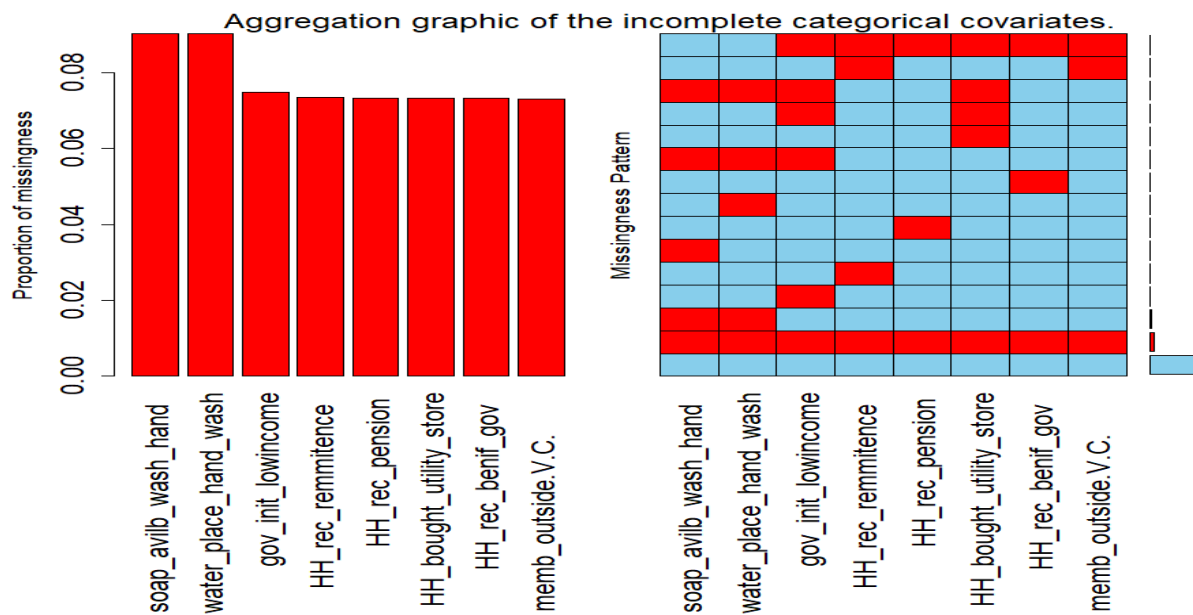 Aggregation graphic of the incomplete categorical covariates.
Proportion of missingness
0.08
0.06
0.04
0.02
0.00
soap_avilb_wash_hand
water_place_hand_wash
gov_init_lowincome
HH_rec_remmitence
HH_rec_pension
HH_bought_utility_store
HH_rec_benif_gov
memb_outside.V.C.
Missingness Pattern
soap_avilb_wash_hand
water_place_hand_wash
gov_init_lowincome
HH_rec_remmitence
HH_rec_pension
HH_bought_utility_store
HH_rec_benif_gov
memb_outside.V.C.